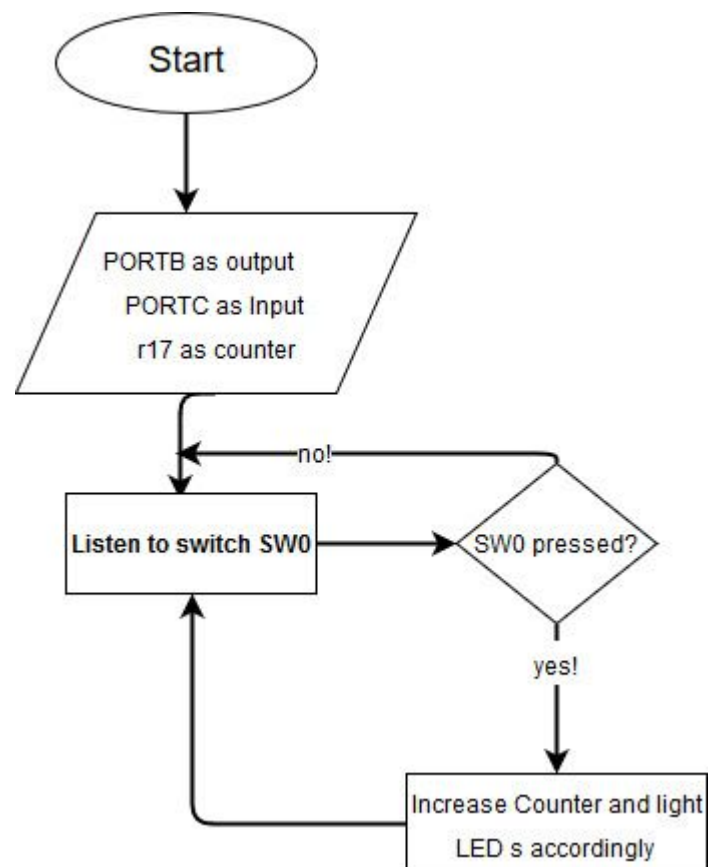 Start
PORTB as output
PORTC as Input
r17 as counter
no!
Listen to switch SW0
SW0 pressed?
yes!
Increase Counter and light
LED s accordingly